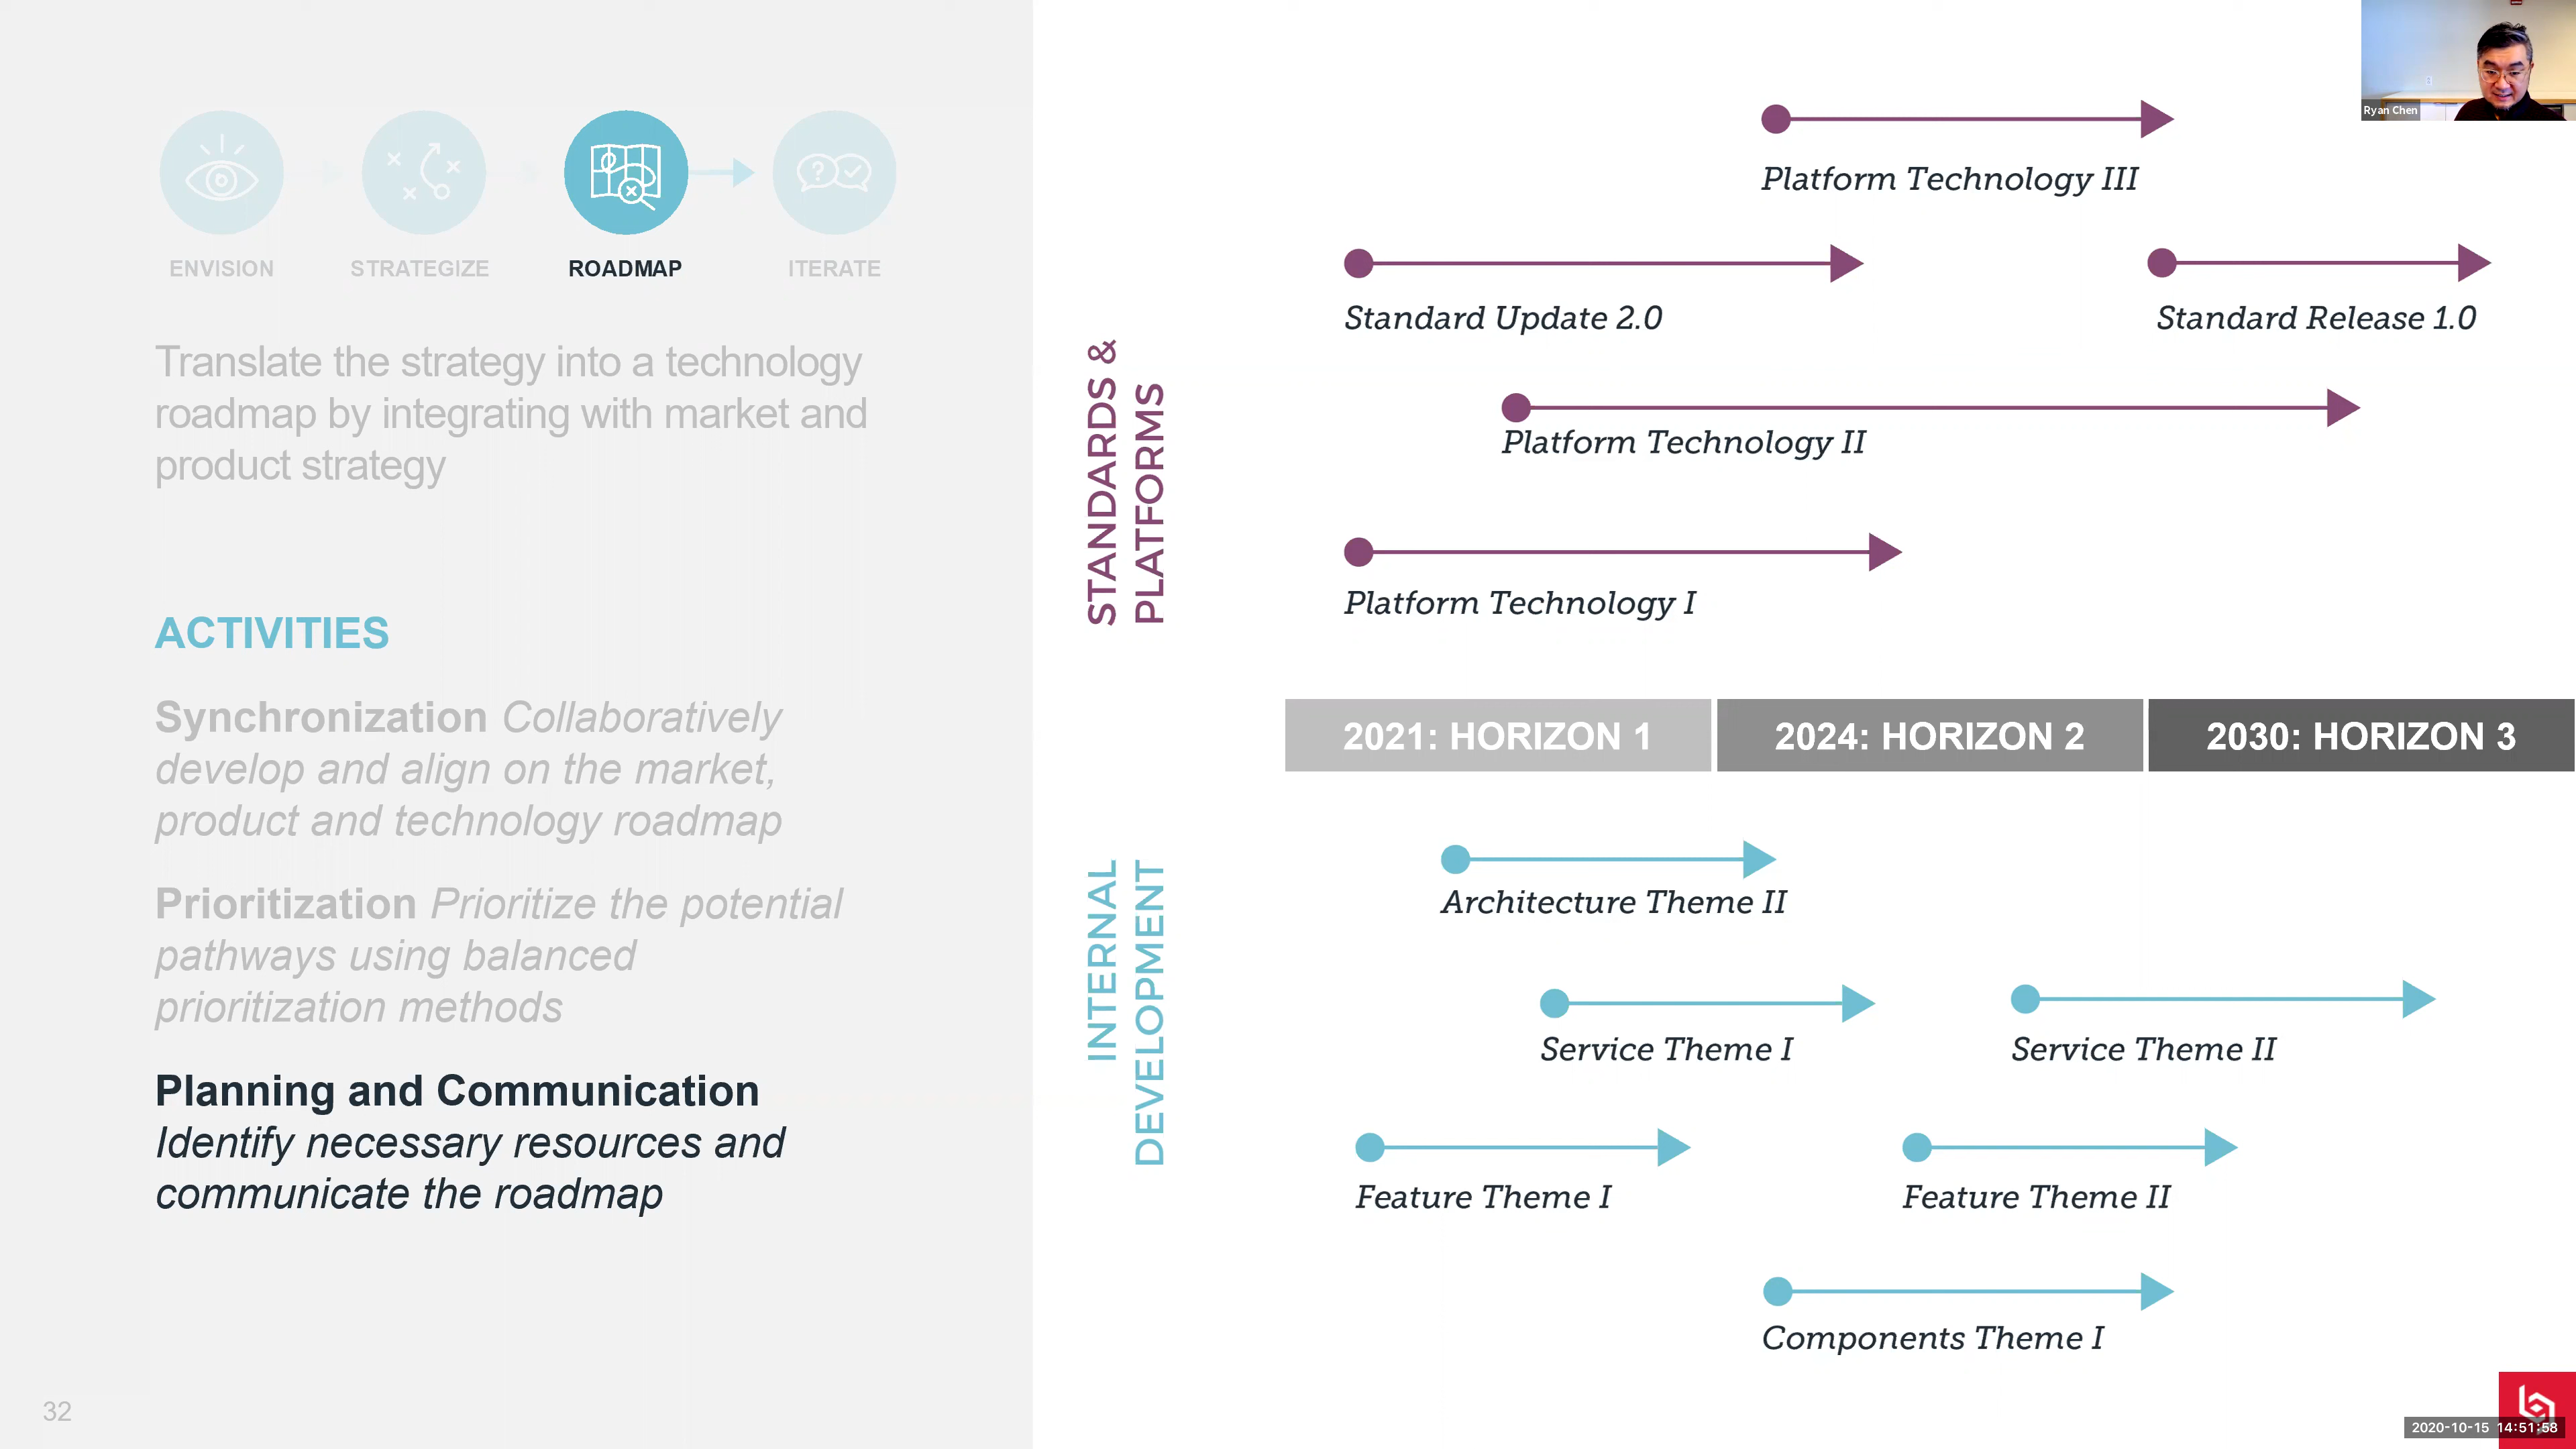 ENVISION
STRATEGIZE
ROADMAP
ITERATE
Translate the strategy into a technology
roadmap by integrating with market and
product strategy
ACTIVITIES
Synchronization Collaboratively
develop and align on the market,
product and technology roadmap
Prioritization Prioritize the potential
pathways using balanced
prioritization methods
Planning and Communication
Identify necessary resources and
communicate the roadmap
32
STANDARDS &
PLATFORMS
Platform Technology III
Standard Update 2.0
Standard Release 1.0
Platform Technology II
Platform Technology I
2021: HORIZON 1
2024: HORIZON 2
2030: HORIZON 3
INTERNAL
DEVELOPMENT
Architecture Theme II
Service Theme I
Service Theme II
Feature Theme I
Feature Theme II
Components Theme I
Ryan Chen
2020-10-15 14:51:58